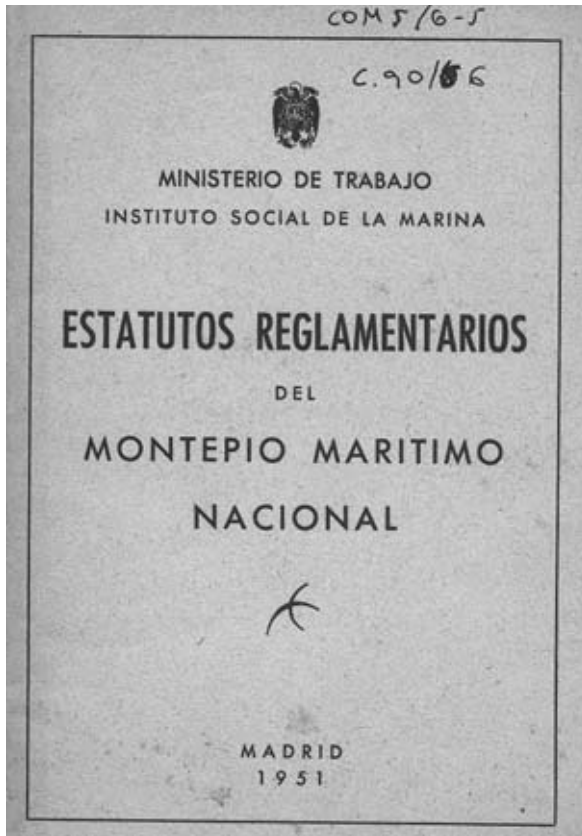 COM 5/6-5
C.90/66
MINISTERIO DE TRABAJO
INSTITUTO SOCIAL DE LA MARINA
ESTATUTOS REGLAMENTARIOS
DEL
MONTEPIO MARITIMO
NACIONAL
MADRID
1951